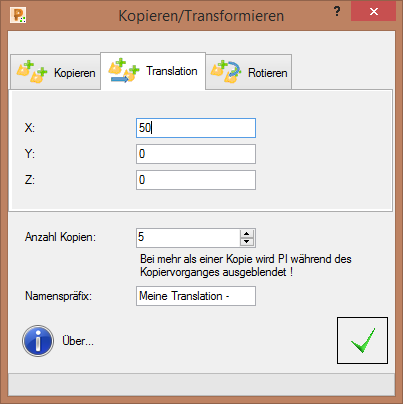 Kopieren/Transformieren
? ×
Kopieren Translation Rotieren
X: 50
Y: 0
Z: 0
Anzahl Kopien: 5
Bei mehr als einer Kopie wird PI während des
Kopiervorganges ausgeblendet !
Namenspräfix: Meine Translation -
Über...